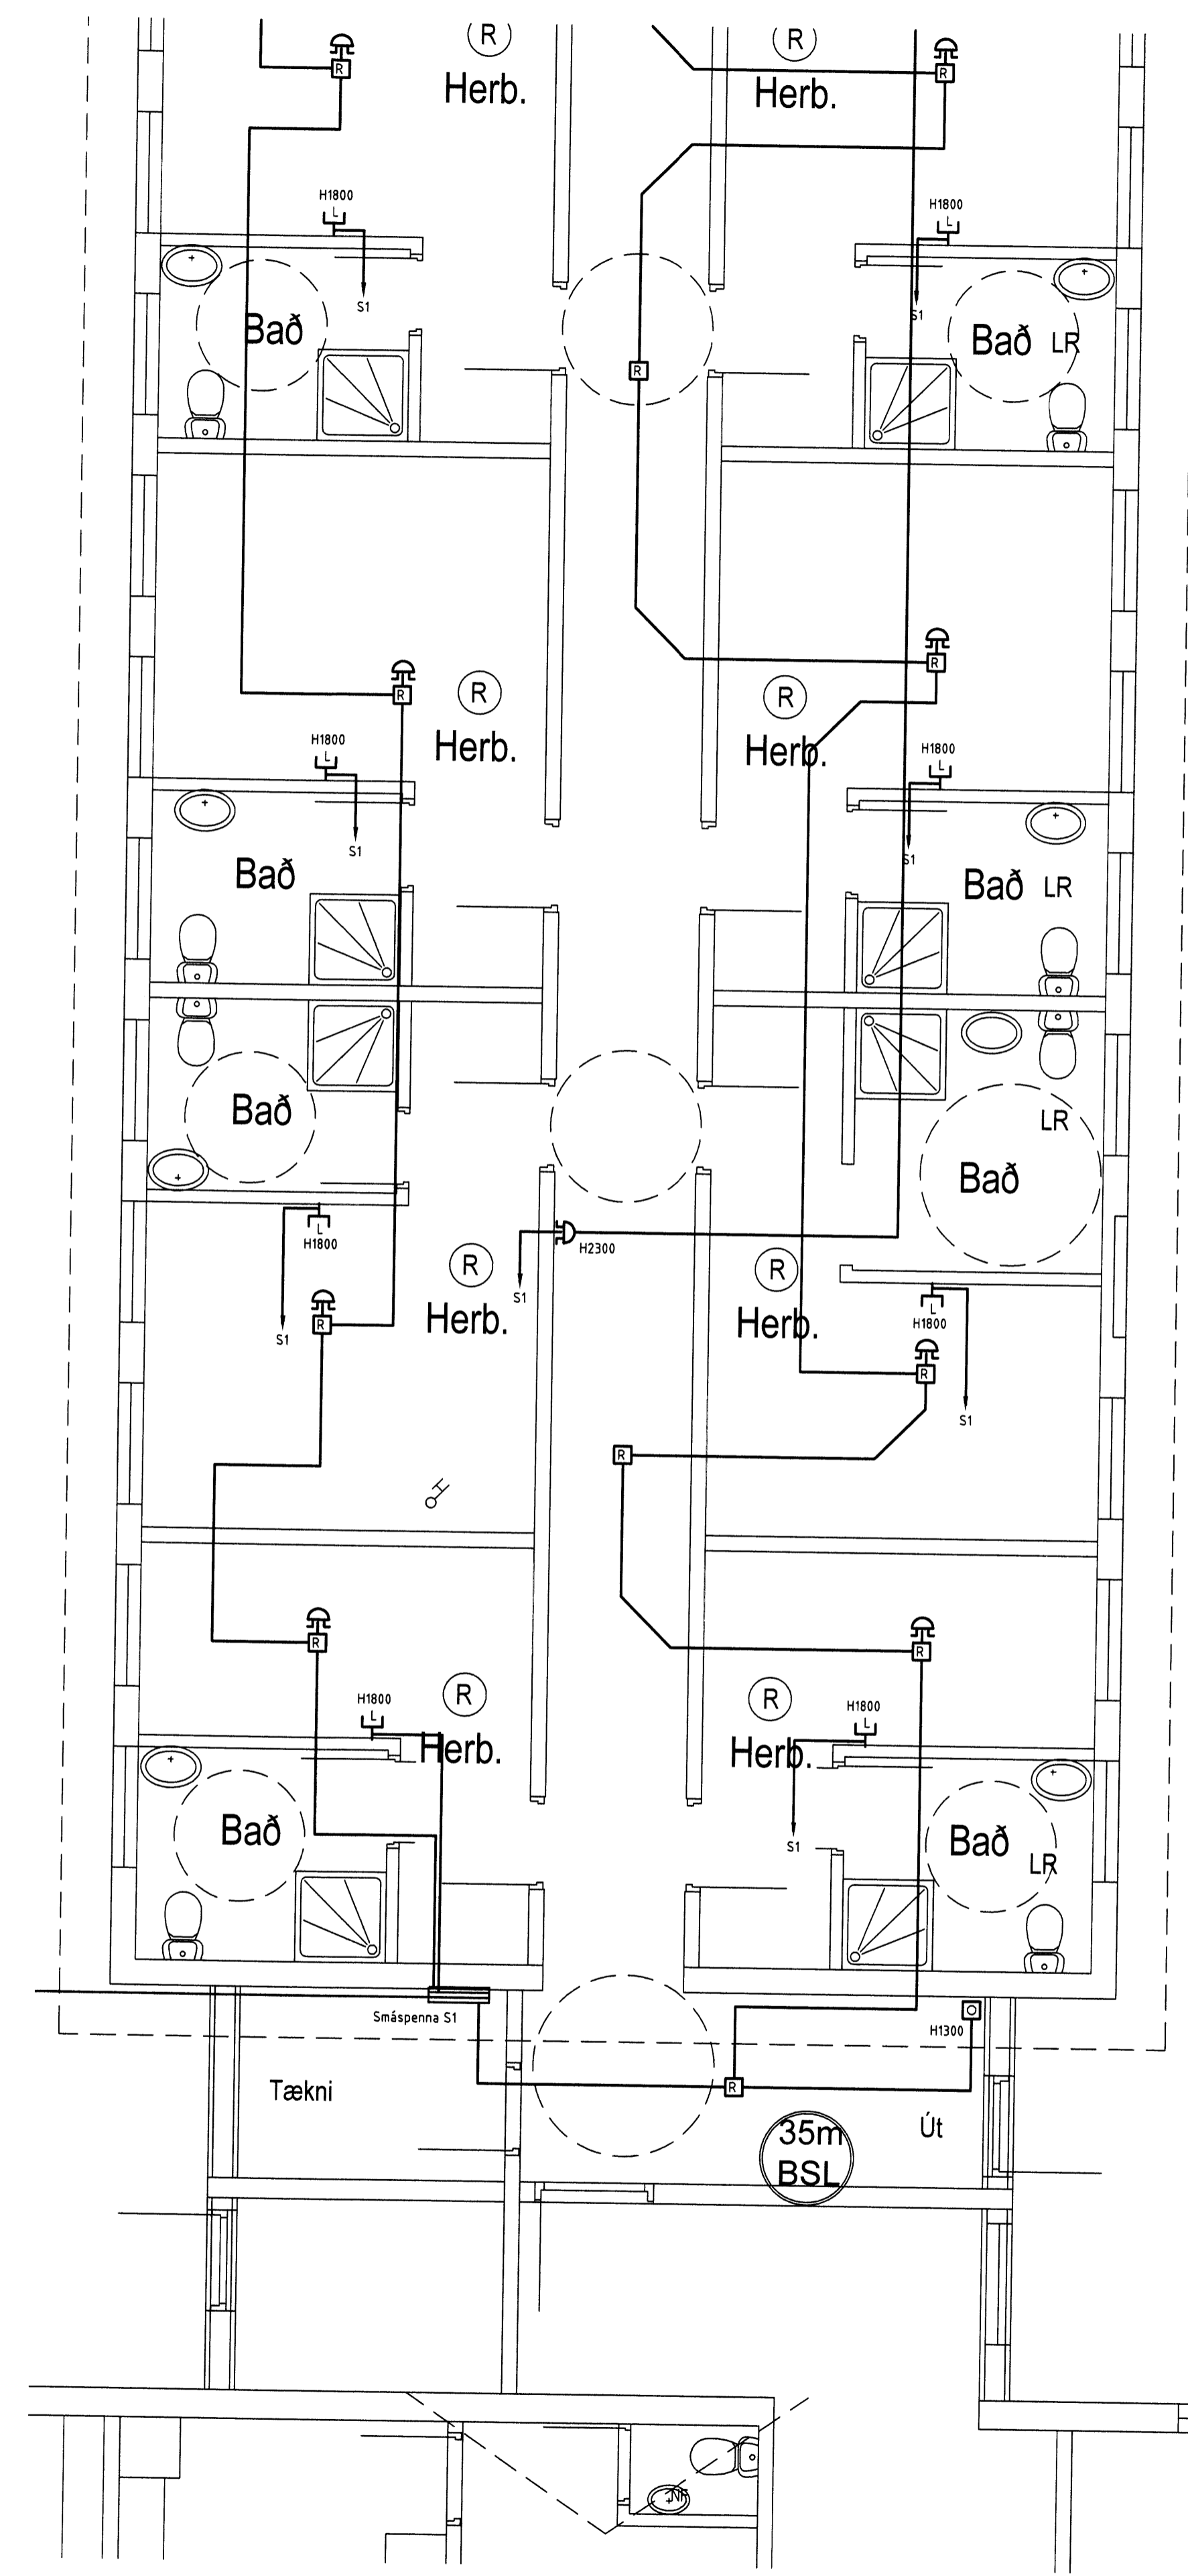 R
R
R
R
Herb.
Herb.
H1800
L
H1800
L
S1
S1
Bað
Bað
LR
R
R
R
R
R
Herb.
Herb.
H1800
L
H1800
L
S1
S1
Bað
Bað
LR
Bað
LR
Bað
L
H1800
H2300
R
R
S1
L
H1800
Herb.
Herb.
R
S1
R
S1
R
R
R
R
R
H1800
L
H1800
L
Herb.
Herb.
Bað
S1
Bað
LR
Smáspenna S1
H1300
R
Tækni
Út
35m
BSL
NF